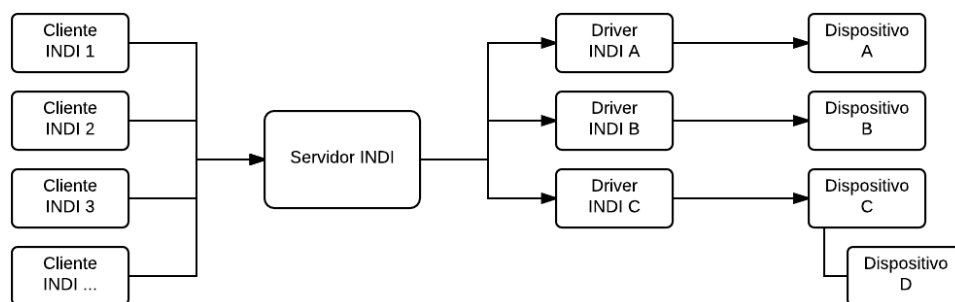 Cliente
INDI 1
Cliente
INDI 2
Cliente
INDI 3
Cliente
INDI ...
Servidor INDI
Driver
INDI A
Driver
INDI B
Driver
INDI C
Dispositivo
A
Dispositivo
B
Dispositivo
C
Dispositivo
D